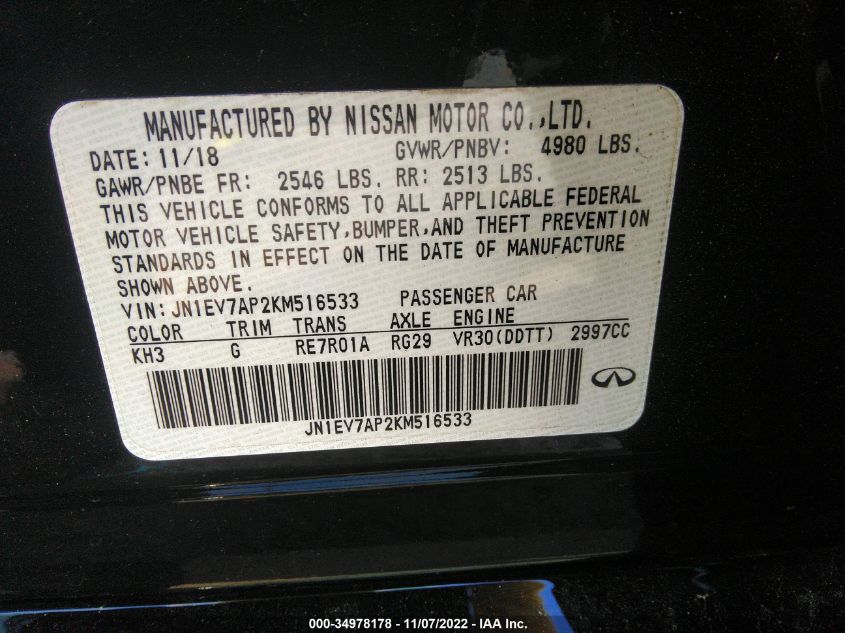 MANUFACTURED BY NISSAN MOTOR CO.,LTD.
DATE: 11/18 GVWR/PNBV: 4980 LBS.
GAWR/PNBE FR: 2546 LBS. RR: 2513 LBS.
THIS VEHICLE CONFORMS TO ALL APPLICABLE FEDERAL
MOTOR VEHICLE SAFETY,BUMPER,AND THEFT PREVENTION
STANDARDS IN EFFECT ON THE DATE OF MANUFACTURE
SHOWN ABOVE.
VIN: JN1EV7AP2KM516533 PASSENGER CAR
COLOR TRIM TRANS AXLE ENGINE
KH3 G RE7R01A RG29 VR30(DDTT) 2997CC
JN1EV7AP2KM516533
000-34978178 - 11/07/2022 - IAA Inc.